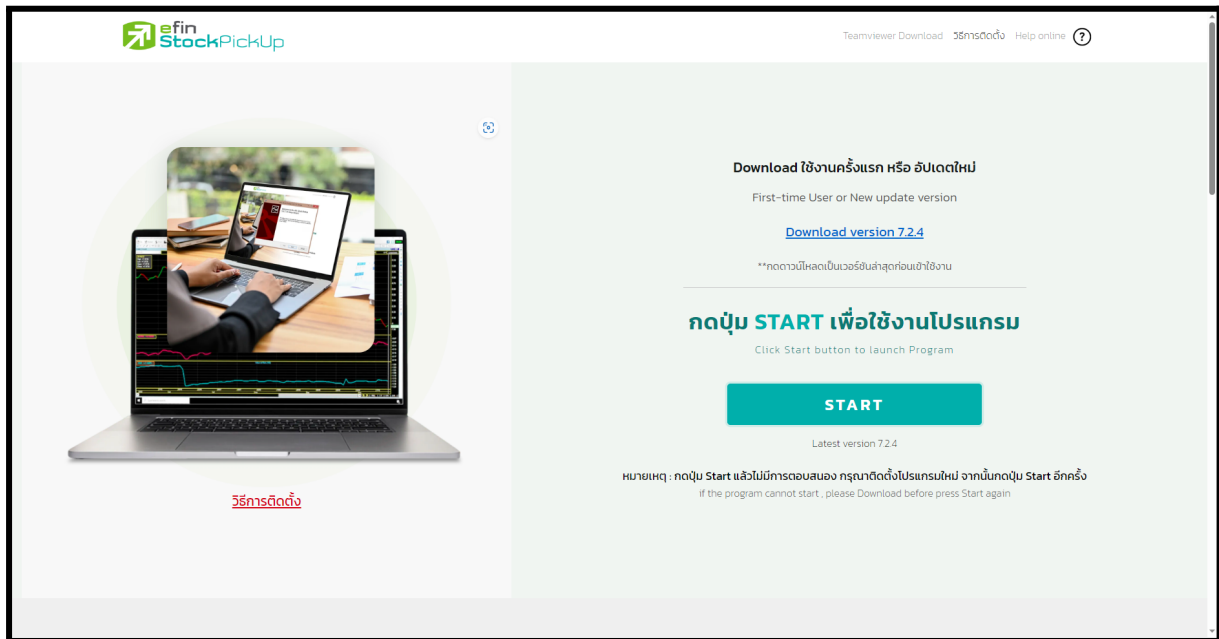 efin
StockPickUp
Teamviewer Download วิธีการติดตั้ง Help online ?
Download ใช้งานครั้งแรก หรือ อัปเดตใหม่
First-time User or New update version
Download version 7.2.4
**กดดาวน์โหลดเป็นเวอร์ชันล่าสุดก่อนเข้าใช้งาน
กดปุ่ม START เพื่อใช้งานโปรแกรม
Click Start button to launch Program
START
Latest version 7.2.4
หมายเหตุ : กดปุ่ม Start แล้วไม่มีการตอบสนอง กรุณาติดตั้งโปรแกรมใหม่ จากนั้นกดปุ่ม Start อีกครั้ง
If the program cannot start , please Download before press Start again
วิธีการติดตั้ง